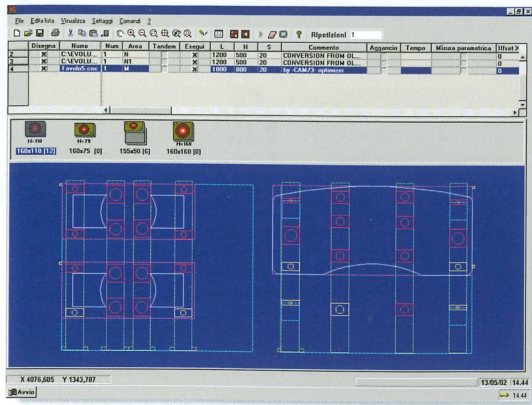 File Edita lista Visualizza Settaggi Comandi ?
Ripetizioni 1
Disegna Nome Num Area Tandem Esegui L H S Commento Aggancio Tempo Misura parametrica Offset X
2 X C:\EVOLU... 1 N X 1200 500 20 CONVERSION FROM OL... 0
3 X C:\EVOLU... 1 N1 X 1200 500 20 CONVERSION FROM OL... 0
4 X Tavolo5.cnc 1 M X 1800 800 20 by -CAM/3- optimizer 0
H=110 H=79 H=160
160x110 [12] 160x75 [0] 155x50 [6] 160x160 [0]
X 4076,605 Y 1343,787 13/05/02 14.44
Avvio 14.44